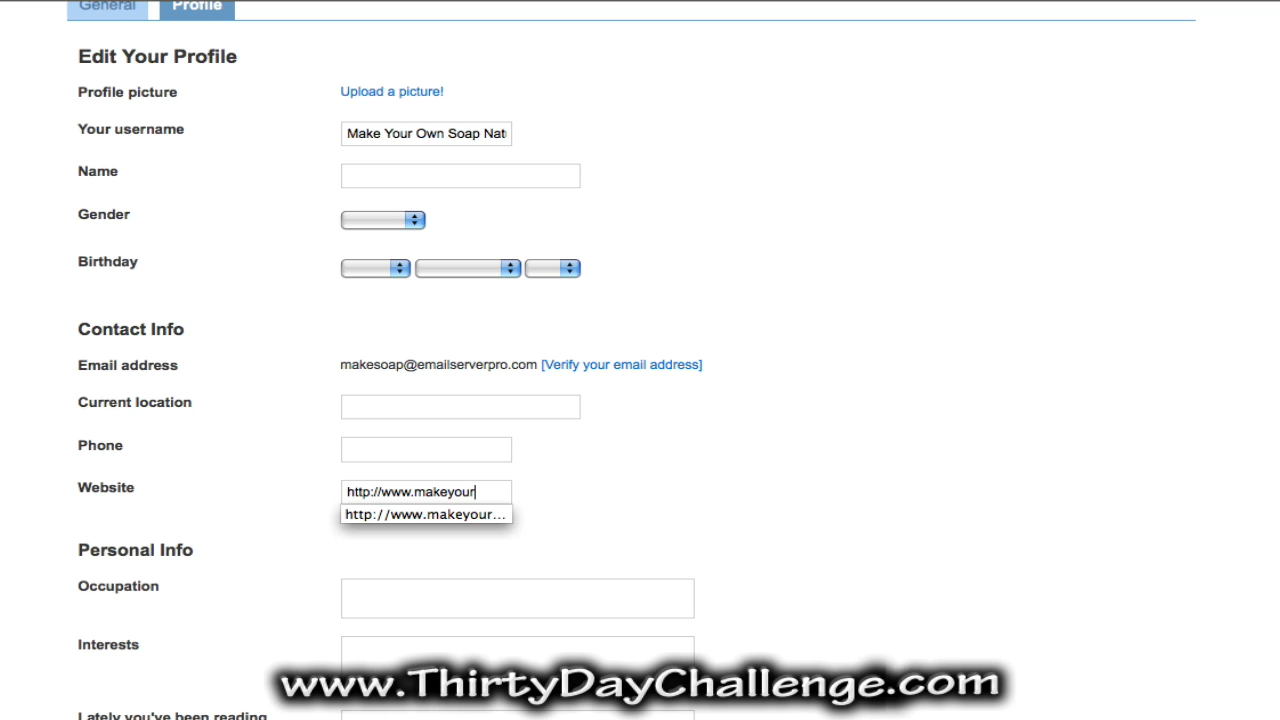 General Profile
Edit Your Profile
Profile picture Upload a picture!
Your username Make Your Own Soap Nat
Name
Gender
Birthday
Contact Info
Email address makesoap@emailserverpro.com [Verify your email address]
Current location
Phone
Website http://www.makeyour
http://www.makeyour...
Personal Info
Occupation
Interests
www.ThirtyDayChallenge.com
Lately you've been reading